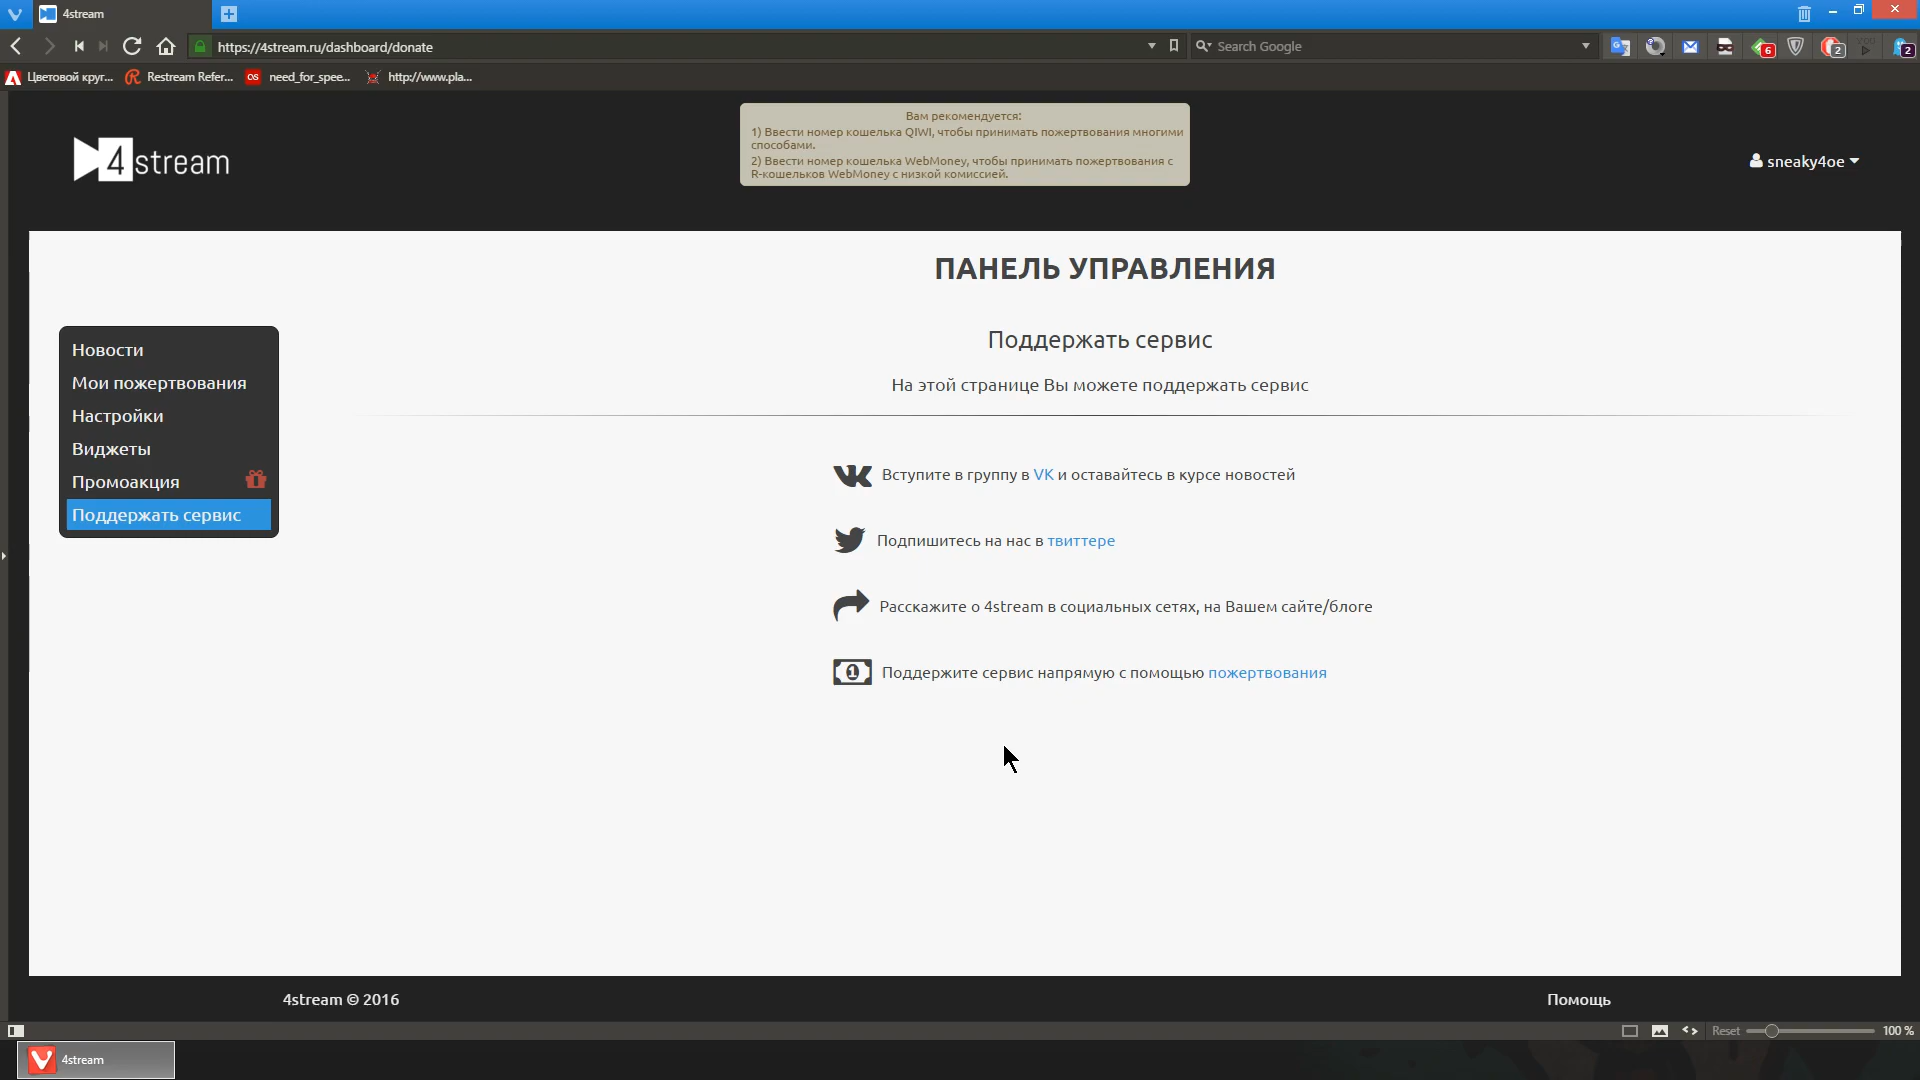 4stream
https://4stream.ru/dashboard/donate
Search Google
6
2
2
Цветовой круг...
Restream Refer...
need_for_spee...
http://www.pla...
4stream
Вам рекомендуется:
1) Ввести номер кошелька QIWI, чтобы принимать пожертвования многими
способами.
2) Ввести номер кошелька WebMoney, чтобы принимать пожертвования с
R-кошельков WebMoney с низкой комиссией.
sneaky4oe
ПАНЕЛЬ УПРАВЛЕНИЯ
Новости
Мои пожертвования
Настройки
Виджеты
Промоакция
Поддержать сервис
Поддержать сервис
На этой странице Вы можете поддержать сервис
Вступите в группу в VK и оставайтесь в курсе новостей
Подпишитесь на нас в твиттере
Расскажите о 4stream в социальных сетях, на Вашем сайте/блоге
Поддержите сервис напрямую с помощью пожертвования
4stream © 2016
Помощь
Reset
100 %
4stream